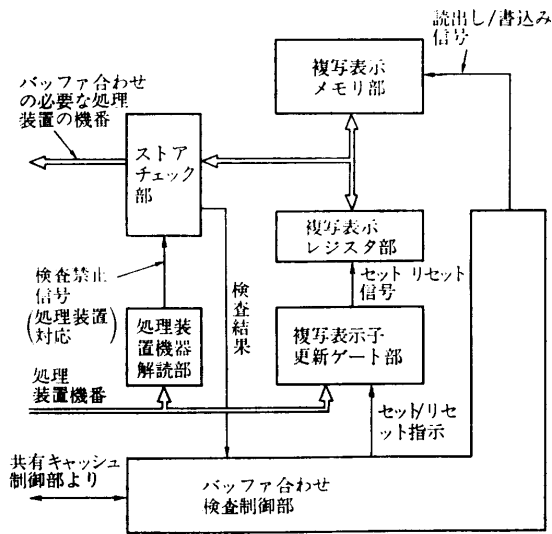 読出し/書込み
信号
複写表示
メモリ部
バッファ合わせ
の必要な処理
装置の機番
ストア
チェック
部
複写表示
レジスタ部
検査禁止
信号
(処理装置)
対応
検査結果
セット リセット
信号
処理装
置機器
解読部
複写表示子
更新ゲート部
処理
装置機番
セット/リセ
ット指示
共有キャッシュ
制御部より
バッファ合わせ
検査制御部